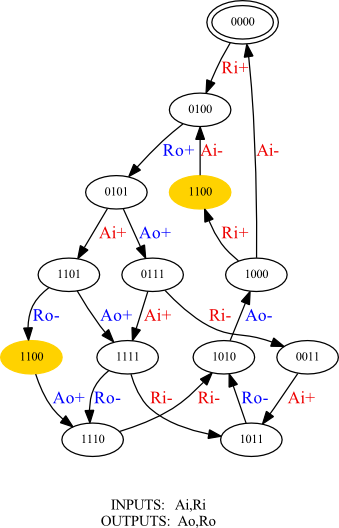 0000
Ri+
0100
Ro+ Ai- Ai-
0101 1100
Ai+ Ao+ Ri+
1101 0111 1000
Ro- Ao+ Ai+ Ri- Ao-
1100 1111 1010 0011
Ao+ Ro- Ri- Ri- Ro- Ai+
1110 1011
INPUTS: Ai,Ri
OUTPUTS: Ao,Ro